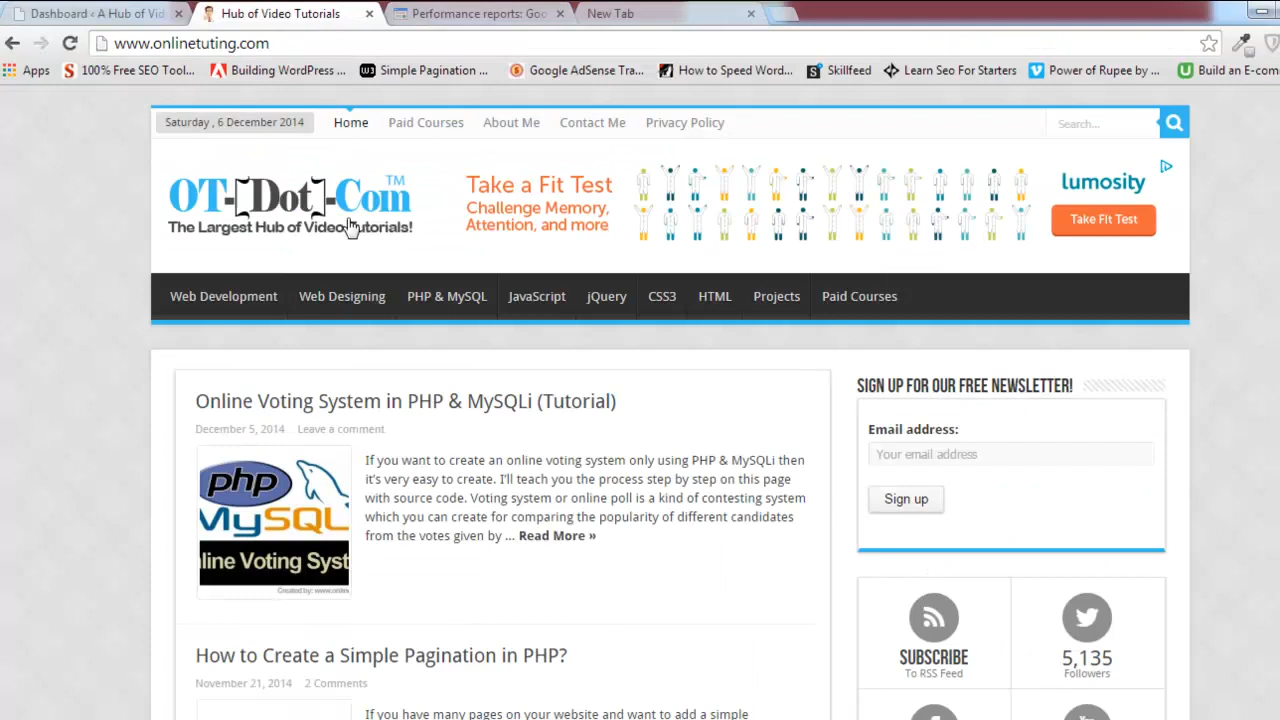 Dashboard ‹ A Hub of Vid
Hub of Video Tutorials
Performance reports: Goo
New Tab
www.onlinetuting.com
Apps
100% Free SEO Tool...
Building WordPress ...
Simple Pagination ...
Google AdSense Tra...
How to Speed Word...
Skillfeed
Learn Seo For Starters
Power of Rupee by ...
Build an E-com
Saturday , 6 December 2014
Home
Paid Courses
About Me
Contact Me
Privacy Policy
Search...
OT-[Dot]-Com TM
The Largest Hub of Video Tutorials!
Take a Fit Test
Challenge Memory,
Attention, and more
lumosity
Take Fit Test
Web Development
Web Designing
PHP & MySQL
JavaScript
jQuery
CSS3
HTML
Projects
Paid Courses
Online Voting System in PHP & MySQLi (Tutorial)
December 5, 2014
Leave a comment
php
MySQL
line Voting Syst
Created by: www.online
If you want to create an online voting system only using PHP & MySQLi then
it's very easy to create. I'll teach you the process step by step on this page
with source code. Voting system or online poll is a kind of contesting system
which you can create for comparing the popularity of different candidates
from the votes given by ... Read More »
How to Create a Simple Pagination in PHP?
November 21, 2014
2 Comments
If you have many pages on your website and want to add a simple
SIGN UP FOR OUR FREE NEWSLETTER!
Email address:
Your email address
Sign up
SUBSCRIBE
To RSS Feed
5,135
Followers